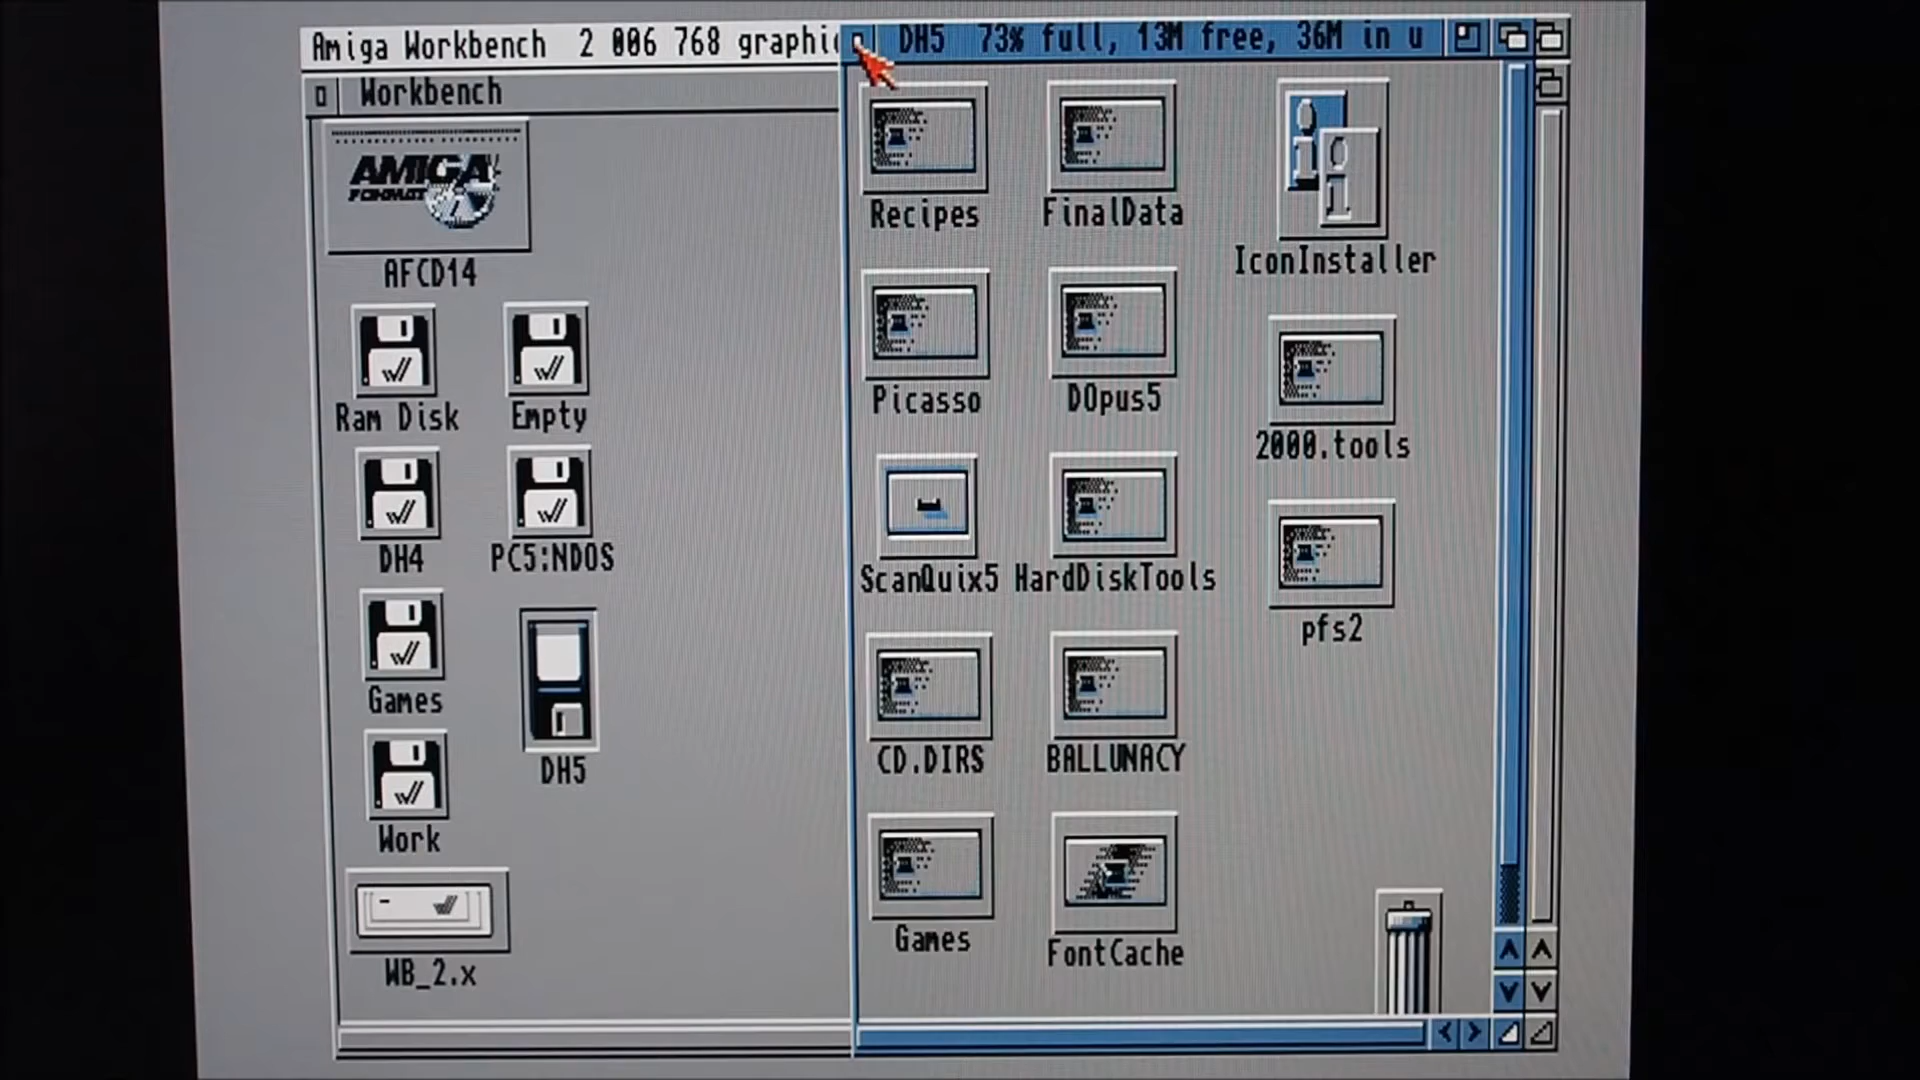 Amiga Workbench 2 006 768 graphic
DH5 73% full, 13M free, 36M in u
Workbench
AMIGA
FORMAT
AFCD14
Ram Disk
Empty
DH4
PC5:NDOS
Games
DH5
Work
WB_2.x
Recipes
FinalData
IconInstaller
Picasso
DOpus5
2000.tools
ScanQuix5
HardDiskTools
pfs2
CD.DIRS
BALLUNACY
Games
FontCache